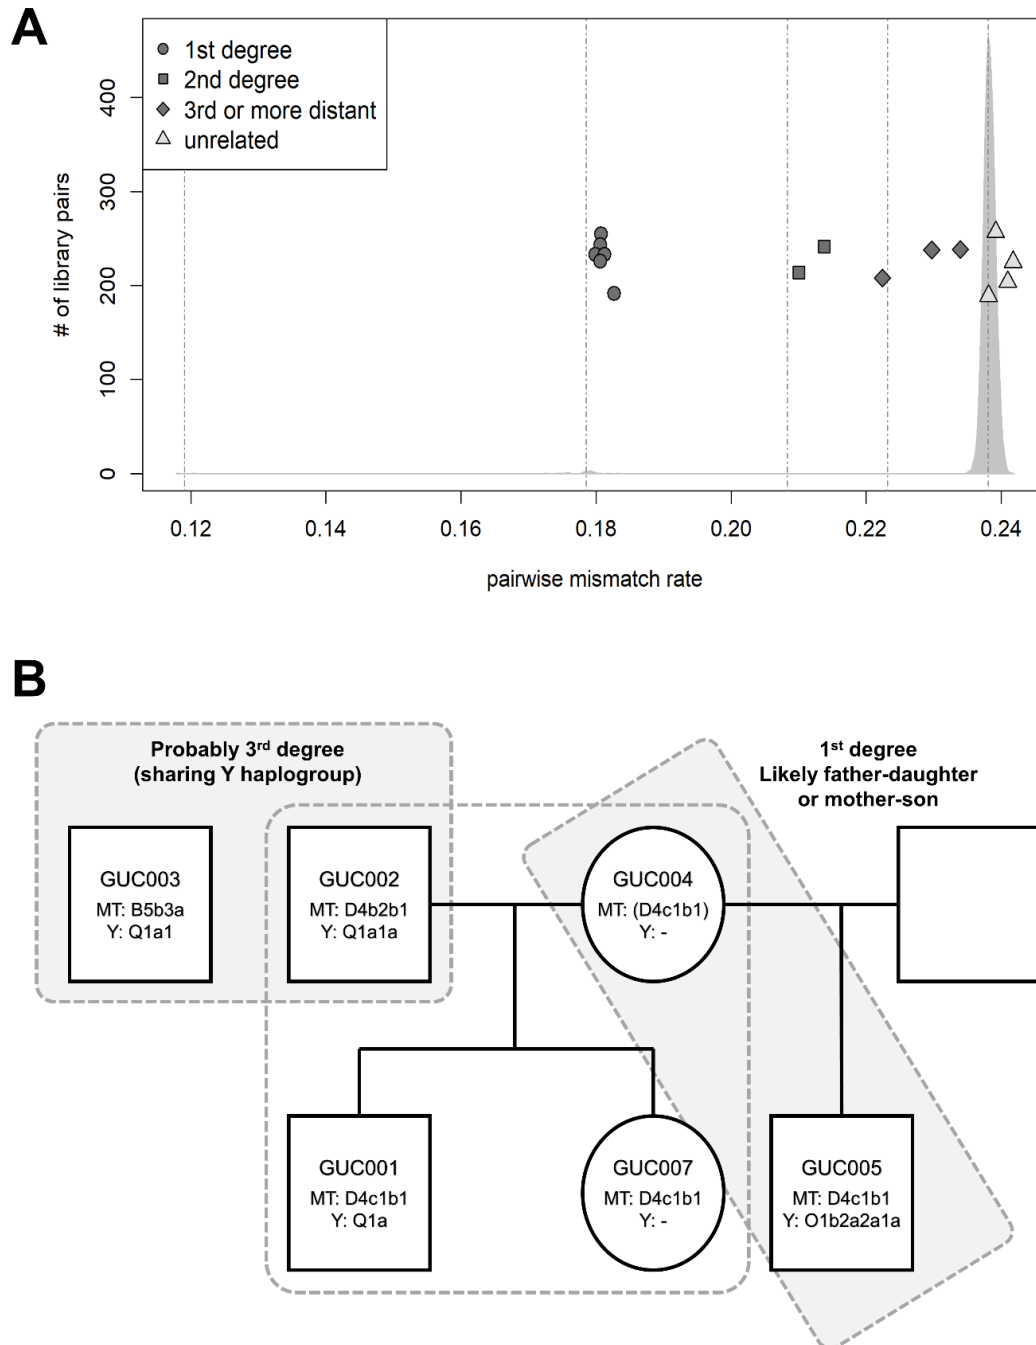 A
1st degree
2nd degree
3rd or more distant
unrelated
# of library pairs
400
300
200
100
0
0.12 0.14 0.16 0.18 0.20 0.22 0.24
pairwise mismatch rate
B
Probably 3rd degree
(sharing Y haplogroup)
1st degree
Likely father-daughter
or mother-son
GUC003
MT: B5b3a
Y: Q1a1
GUC002
MT: D4b2b1
Y: Q1a1a
GUC004
MT: (D4c1b1)
Y: -
GUC001
MT: D4c1b1
Y: Q1a
GUC007
MT: D4c1b1
Y: -
GUC005
MT: D4c1b1
Y: O1b2a2a1a